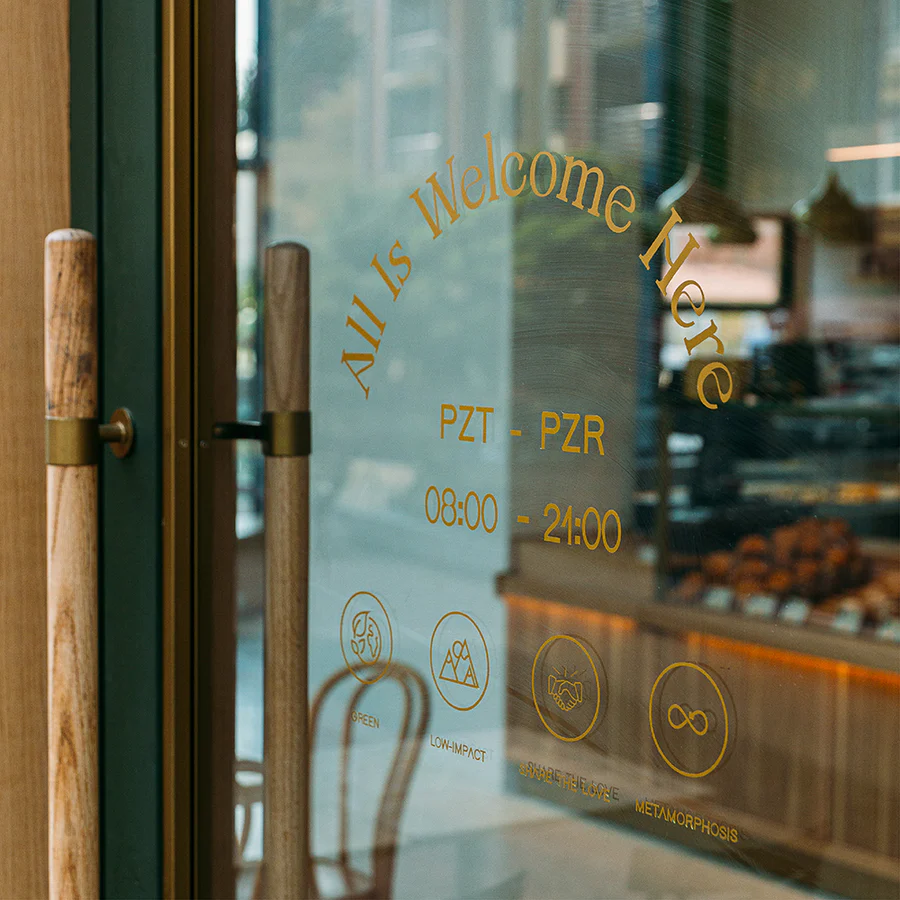 All Is Welcome Here
PZT - PZR
08:00 - 21:00
GREEN
LOW-IMPACT
SHARE THE LOVE
METAMORPHOSIS